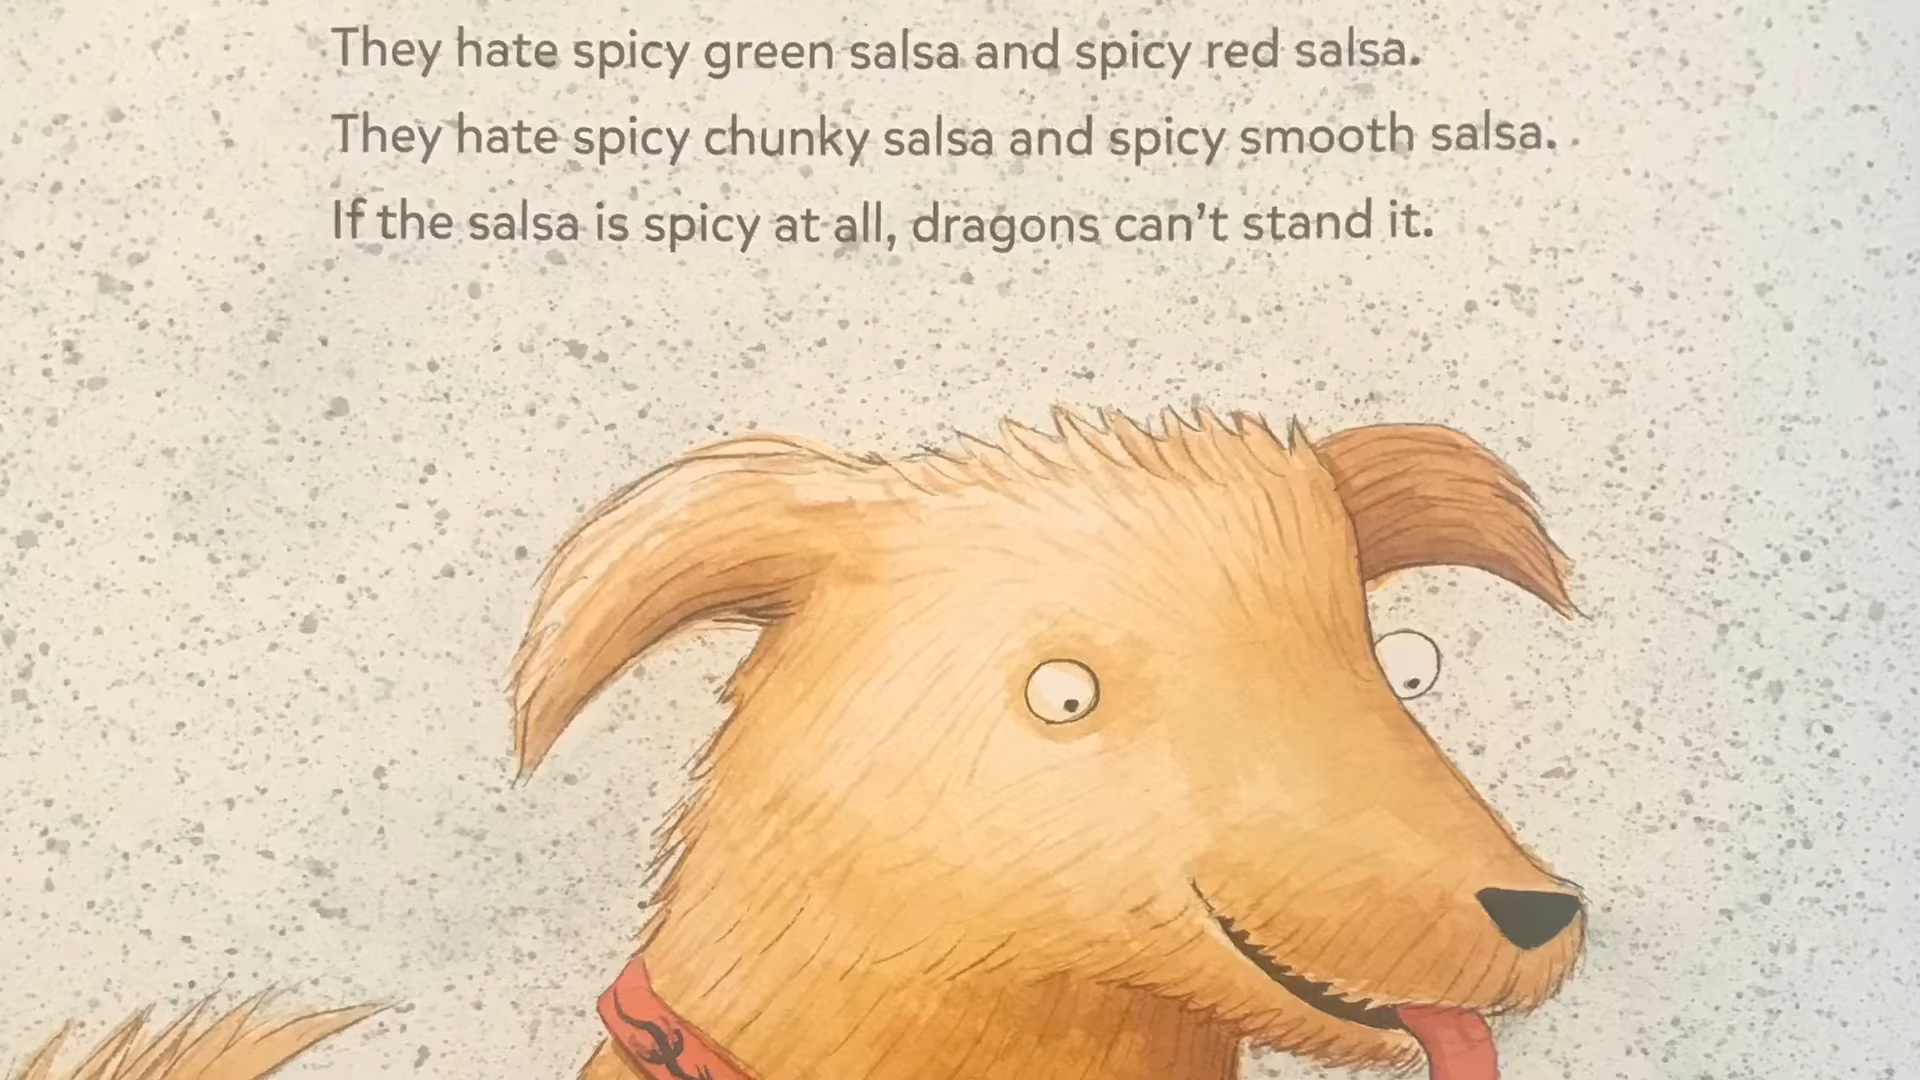 They hate spicy green salsa and spicy red salsa.
They hate spicy chunky salsa and spicy smooth salsa.
If the salsa is spicy at all, dragons can't stand it.